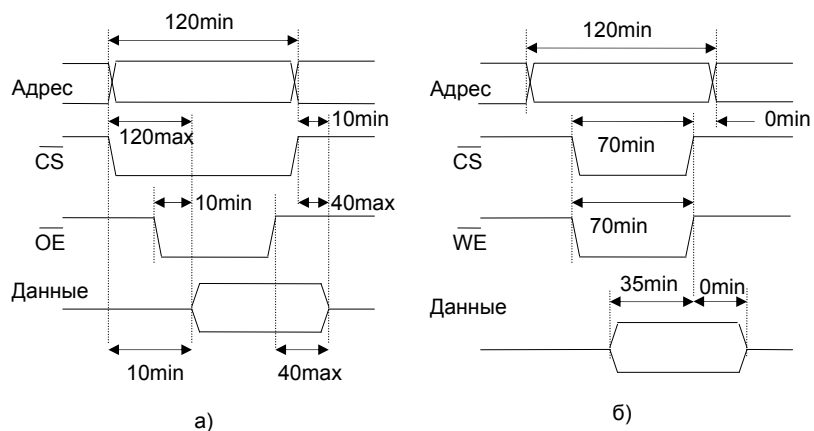 120min
Адрес
10min
120max
CS
10min
40max
OE
Данные
10min
40max
а)
120min
Адрес
0min
70min
CS
70min
WE
35min
0min
Данные
б)